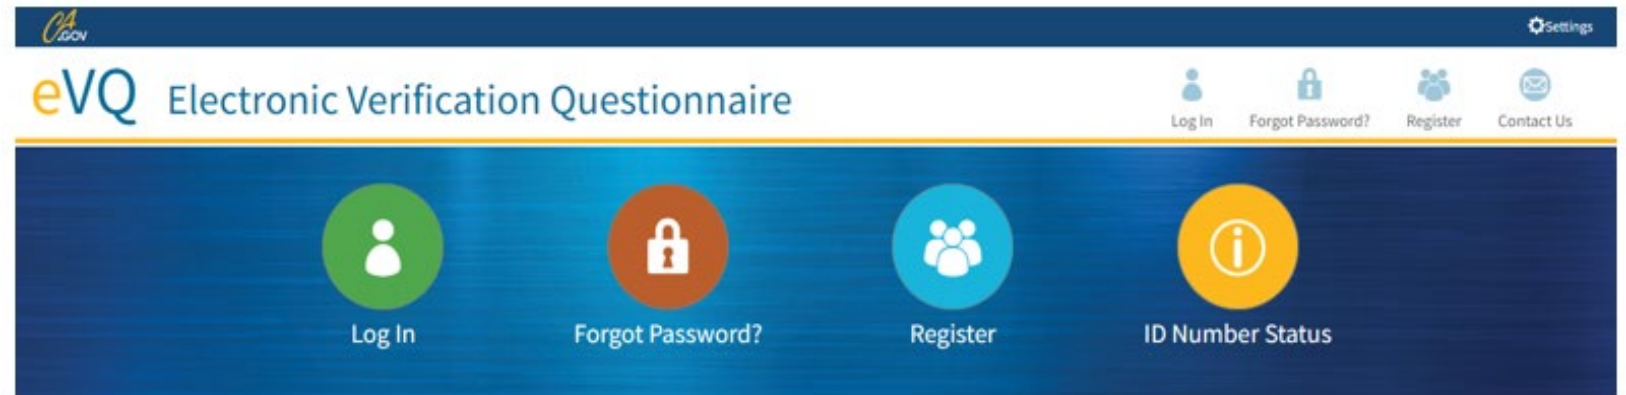 CA.GOV
Settings
eVQ Electronic Verification Questionnaire
Log In Forgot Password? Register Contact Us
Log In Forgot Password? Register ID Number Status